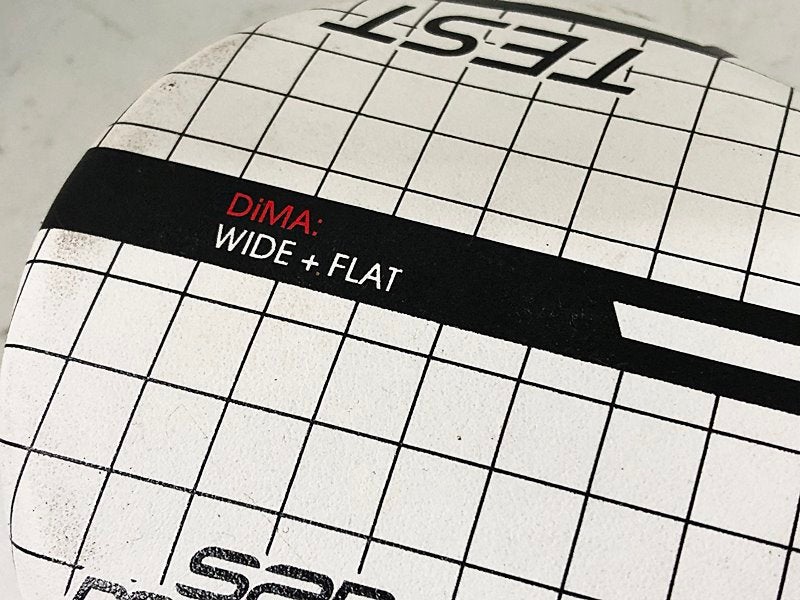 TEST
DiMA:
WIDE + FLAT